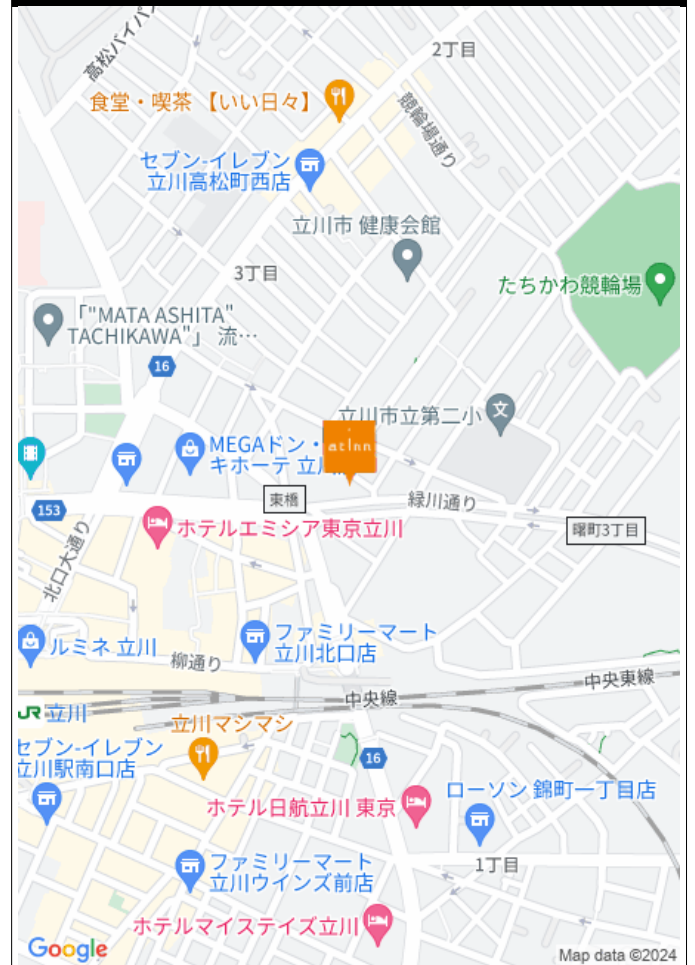 高松バイパス
2丁目
食堂・喫茶 【いい日々】
競輪場通り
セブン-イレブン
立川高松町西店
立川市 健康会館
3丁目
たちかわ競輪場
「"MATA ASHITA"
TACHIKAWA"」 流…
16
立川市立第二小
文
MEGAドン・
キホーテ 立川
at inn
153
東橋
緑川通り
曙町3丁目
ホテルエミシア東京立川
北口大通り
ルミネ 立川
ファミリーマート
立川北口店
柳通り
中央東線
中央線
JR 立川
立川マシマシ
セブン-イレブン
立川駅南口店
16
ホテル日航立川 東京
ローソン 錦町一丁目店
1丁目
ファミリーマート
立川ウインズ前店
ホテルマイステイズ立川
Google
Map data ©2024